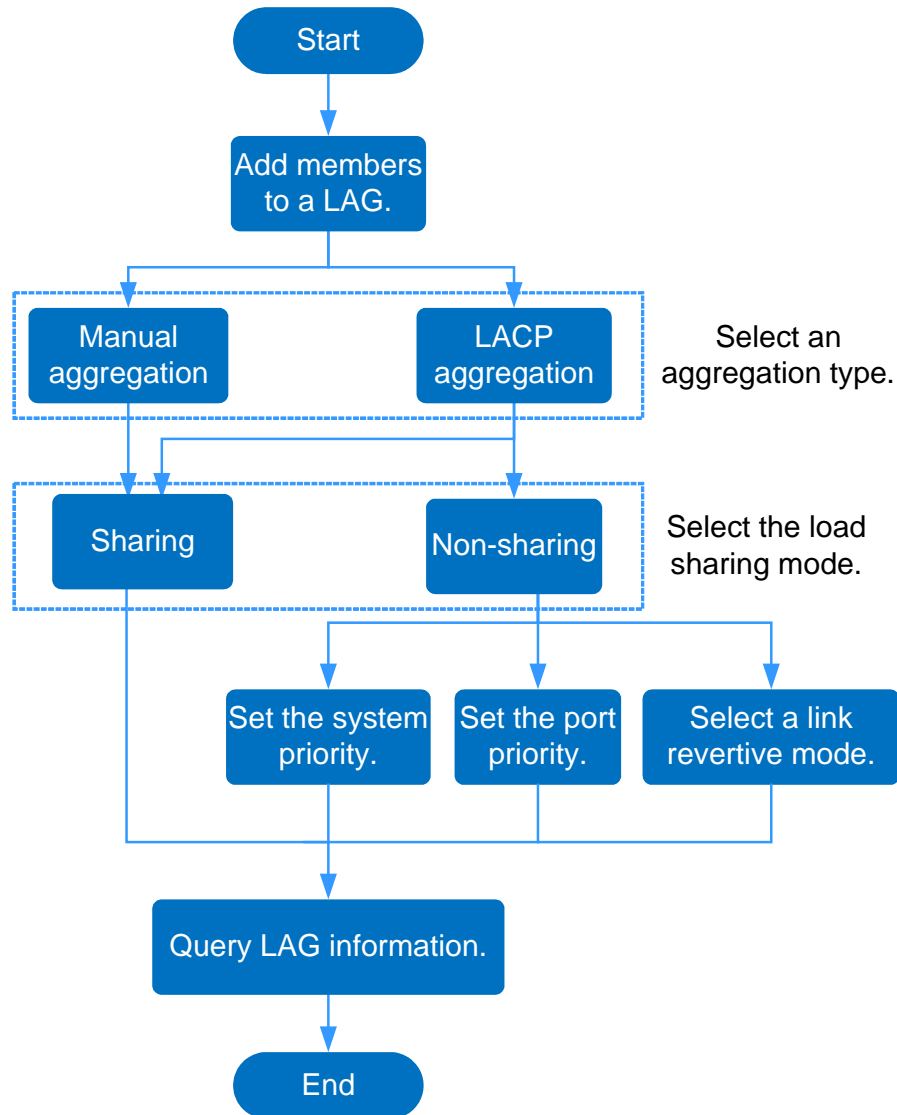 Start
Add members
to a LAG.
Manual
aggregation
LACP
aggregation
Select an
aggregation type.
Sharing
Non-sharing
Select the load
sharing mode.
Set the system
priority.
Set the port
priority.
Select a link
revertive mode.
Query LAG information.
End